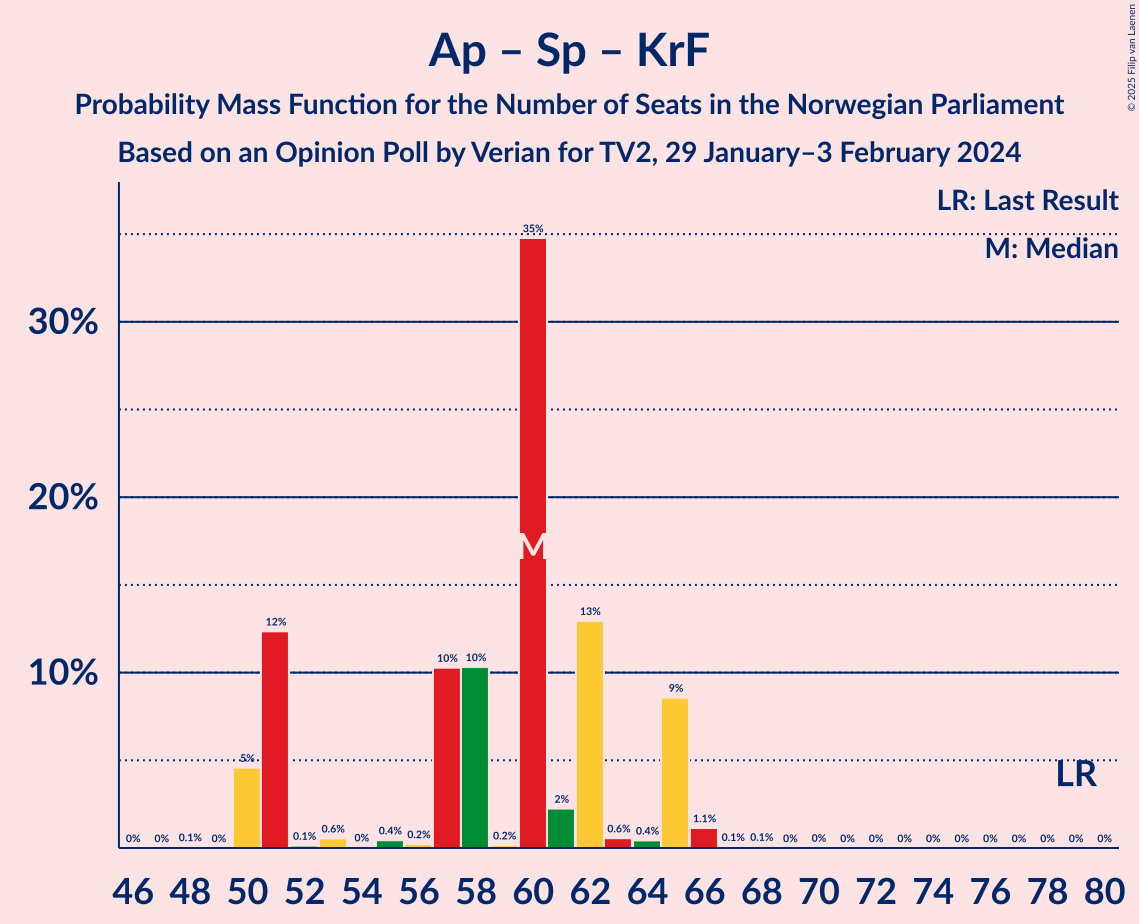 Ap – Sp – KrF
Probability Mass Function for the Number of Seats in the Norwegian Parliament
Based on an Opinion Poll by Verian for TV2, 29 January–3 February 2024
© 2025 Filip van Laenen
LR: Last Result
M: Median
30%
20%
10%
0% 0% 0.1% 0% 5% 12% 0.1% 0.6% 0% 0.4% 0.2% 10% 10% 0.2% 35% 2% 13% 0.6% 0.4% 9% 1.1% 0.1% 0.1% 0% 0% 0% 0% 0% 0% 0% 0% 0% 0% 0% 0%
M
LR
46 48 50 52 54 56 58 60 62 64 66 68 70 72 74 76 78 80